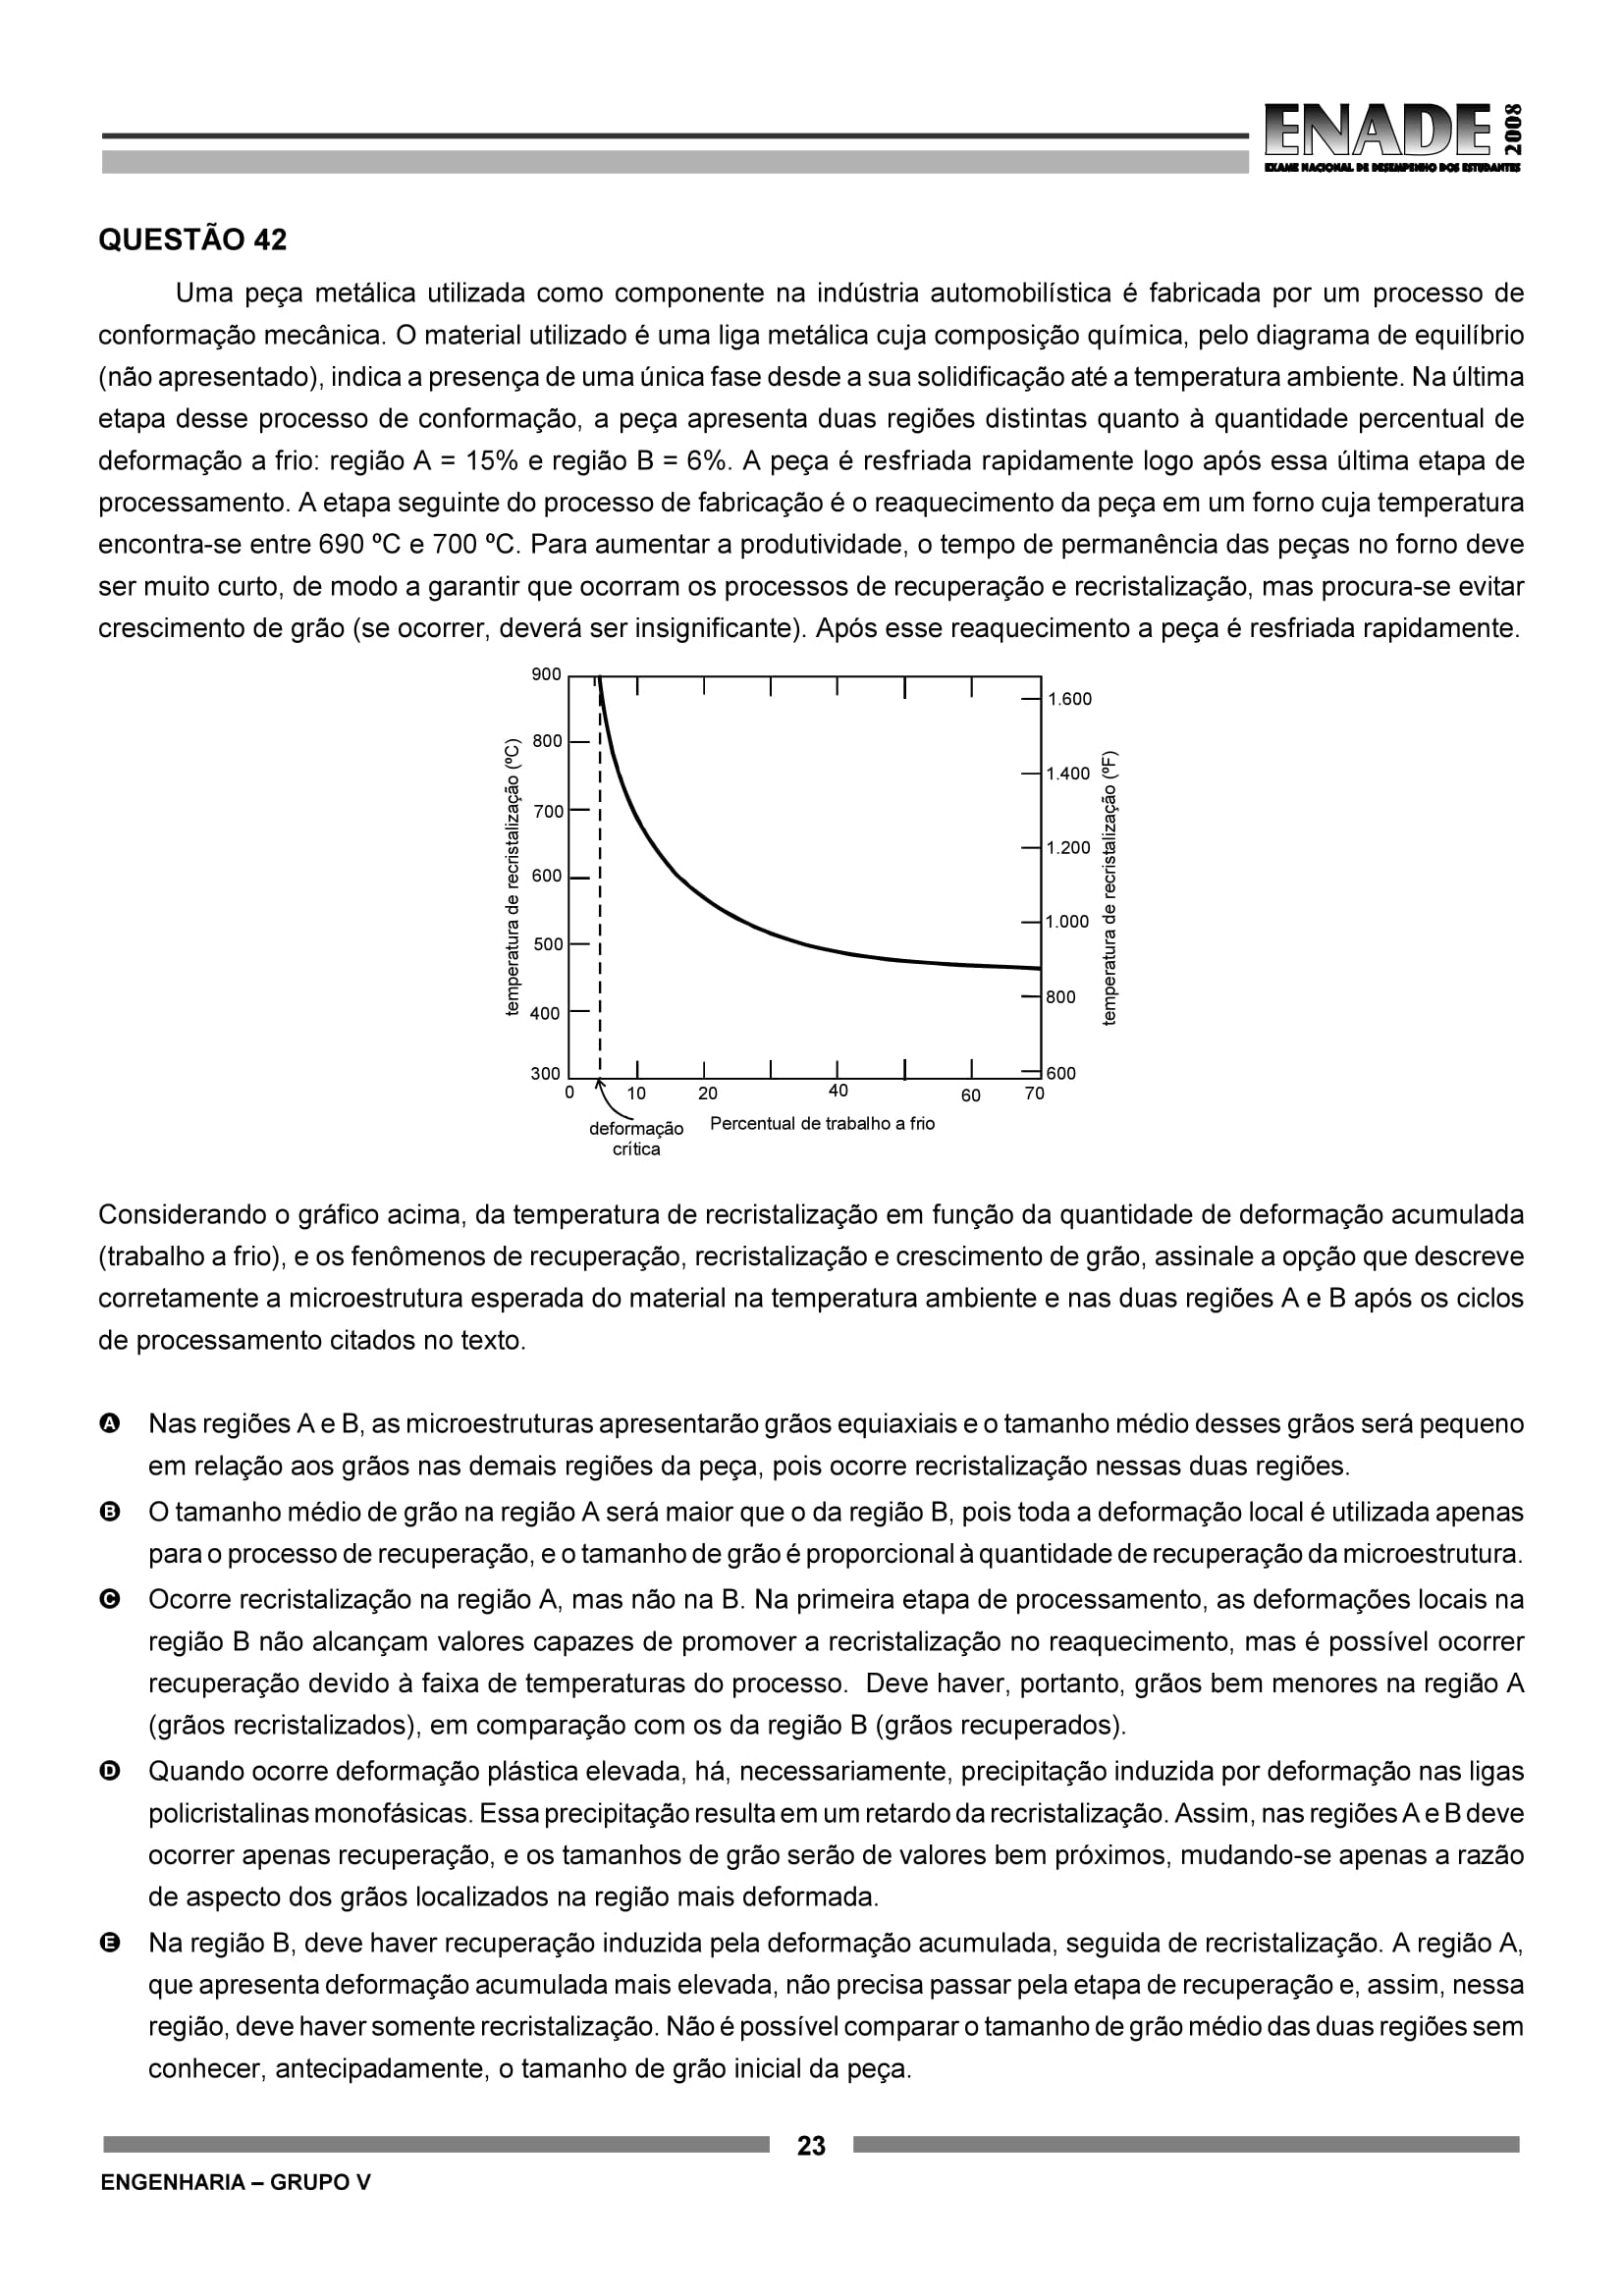 ENADE 2008
EXAME NACIONAL DE DESEMPENHO DOS ESTUDANTES
QUESTÃO 42
Uma peça metálica utilizada como componente na indústria automobilística é fabricada por um processo de
conformação mecânica. O material utilizado é uma liga metálica cuja composição química, pelo diagrama de equilíbrio
(não apresentado), indica a presença de uma única fase desde a sua solidificação até a temperatura ambiente. Na última
etapa desse processo de conformação, a peça apresenta duas regiões distintas quanto à quantidade percentual de
deformação a frio: região A = 15% e região B = 6%. A peça é resfriada rapidamente logo após essa última etapa de
processamento. A etapa seguinte do processo de fabricação é o reaquecimento da peça em um forno cuja temperatura
encontra-se entre 690 ºC e 700 ºC. Para aumentar a produtividade, o tempo de permanência das peças no forno deve
ser muito curto, de modo a garantir que ocorram os processos de recuperação e recristalização, mas procura-se evitar
crescimento de grão (se ocorrer, deverá ser insignificante). Após esse reaquecimento a peça é resfriada rapidamente.
temperatura de recristalização (ºC)
900
800
700
600
500
400
300
1.600
1.400
1.200
1.000
800
600
temperatura de recristalização (ºF)
0 10 20 40 60 70
deformação
crítica
Percentual de trabalho a frio
Considerando o gráfico acima, da temperatura de recristalização em função da quantidade de deformação acumulada
(trabalho a frio), e os fenômenos de recuperação, recristalização e crescimento de grão, assinale a opção que descreve
corretamente a microestrutura esperada do material na temperatura ambiente e nas duas regiões A e B após os ciclos
de processamento citados no texto.
A Nas regiões A e B, as microestruturas apresentarão grãos equiaxiais e o tamanho médio desses grãos será pequeno
em relação aos grãos nas demais regiões da peça, pois ocorre recristalização nessas duas regiões.
B O tamanho médio de grão na região A será maior que o da região B, pois toda a deformação local é utilizada apenas
para o processo de recuperação, e o tamanho de grão é proporcional à quantidade de recuperação da microestrutura.
C Ocorre recristalização na região A, mas não na B. Na primeira etapa de processamento, as deformações locais na
região B não alcançam valores capazes de promover a recristalização no reaquecimento, mas é possível ocorrer
recuperação devido à faixa de temperaturas do processo. Deve haver, portanto, grãos bem menores na região A
(grãos recristalizados), em comparação com os da região B (grãos recuperados).
D Quando ocorre deformação plástica elevada, há, necessariamente, precipitação induzida por deformação nas ligas
policristalinas monofásicas. Essa precipitação resulta em um retardo da recristalização. Assim, nas regiões A e B deve
ocorrer apenas recuperação, e os tamanhos de grão serão de valores bem próximos, mudando-se apenas a razão
de aspecto dos grãos localizados na região mais deformada.
E Na região B, deve haver recuperação induzida pela deformação acumulada, seguida de recristalização. A região A,
que apresenta deformação acumulada mais elevada, não precisa passar pela etapa de recuperação e, assim, nessa
região, deve haver somente recristalização. Não é possível comparar o tamanho de grão médio das duas regiões sem
conhecer, antecipadamente, o tamanho de grão inicial da peça.
23
ENGENHARIA – GRUPO V